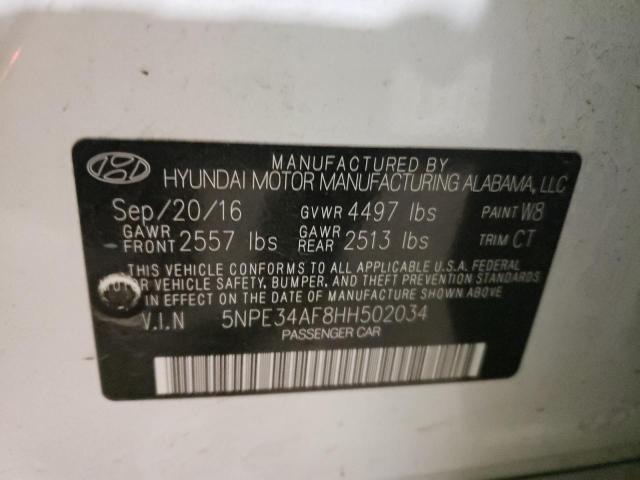 MANUFACTURED BY
HYUNDAI MOTOR MANUFACTURING ALABAMA, LLC
Sep/20/16 GVWR 4497 lbs PAINT W8
GAWR FRONT 2557 lbs GAWR REAR 2513 lbs TRIM CT
THIS VEHICLE CONFORMS TO ALL APPLICABLE U.S.A. FEDERAL
MOTOR VEHICLE SAFETY, BUMPER, AND THEFT PREVENTION STANDARDS
IN EFFECT ON THE DATE OF MANUFACTURE SHOWN ABOVE.
V.I.N 5NPE34AF8HH502034
PASSENGER CAR